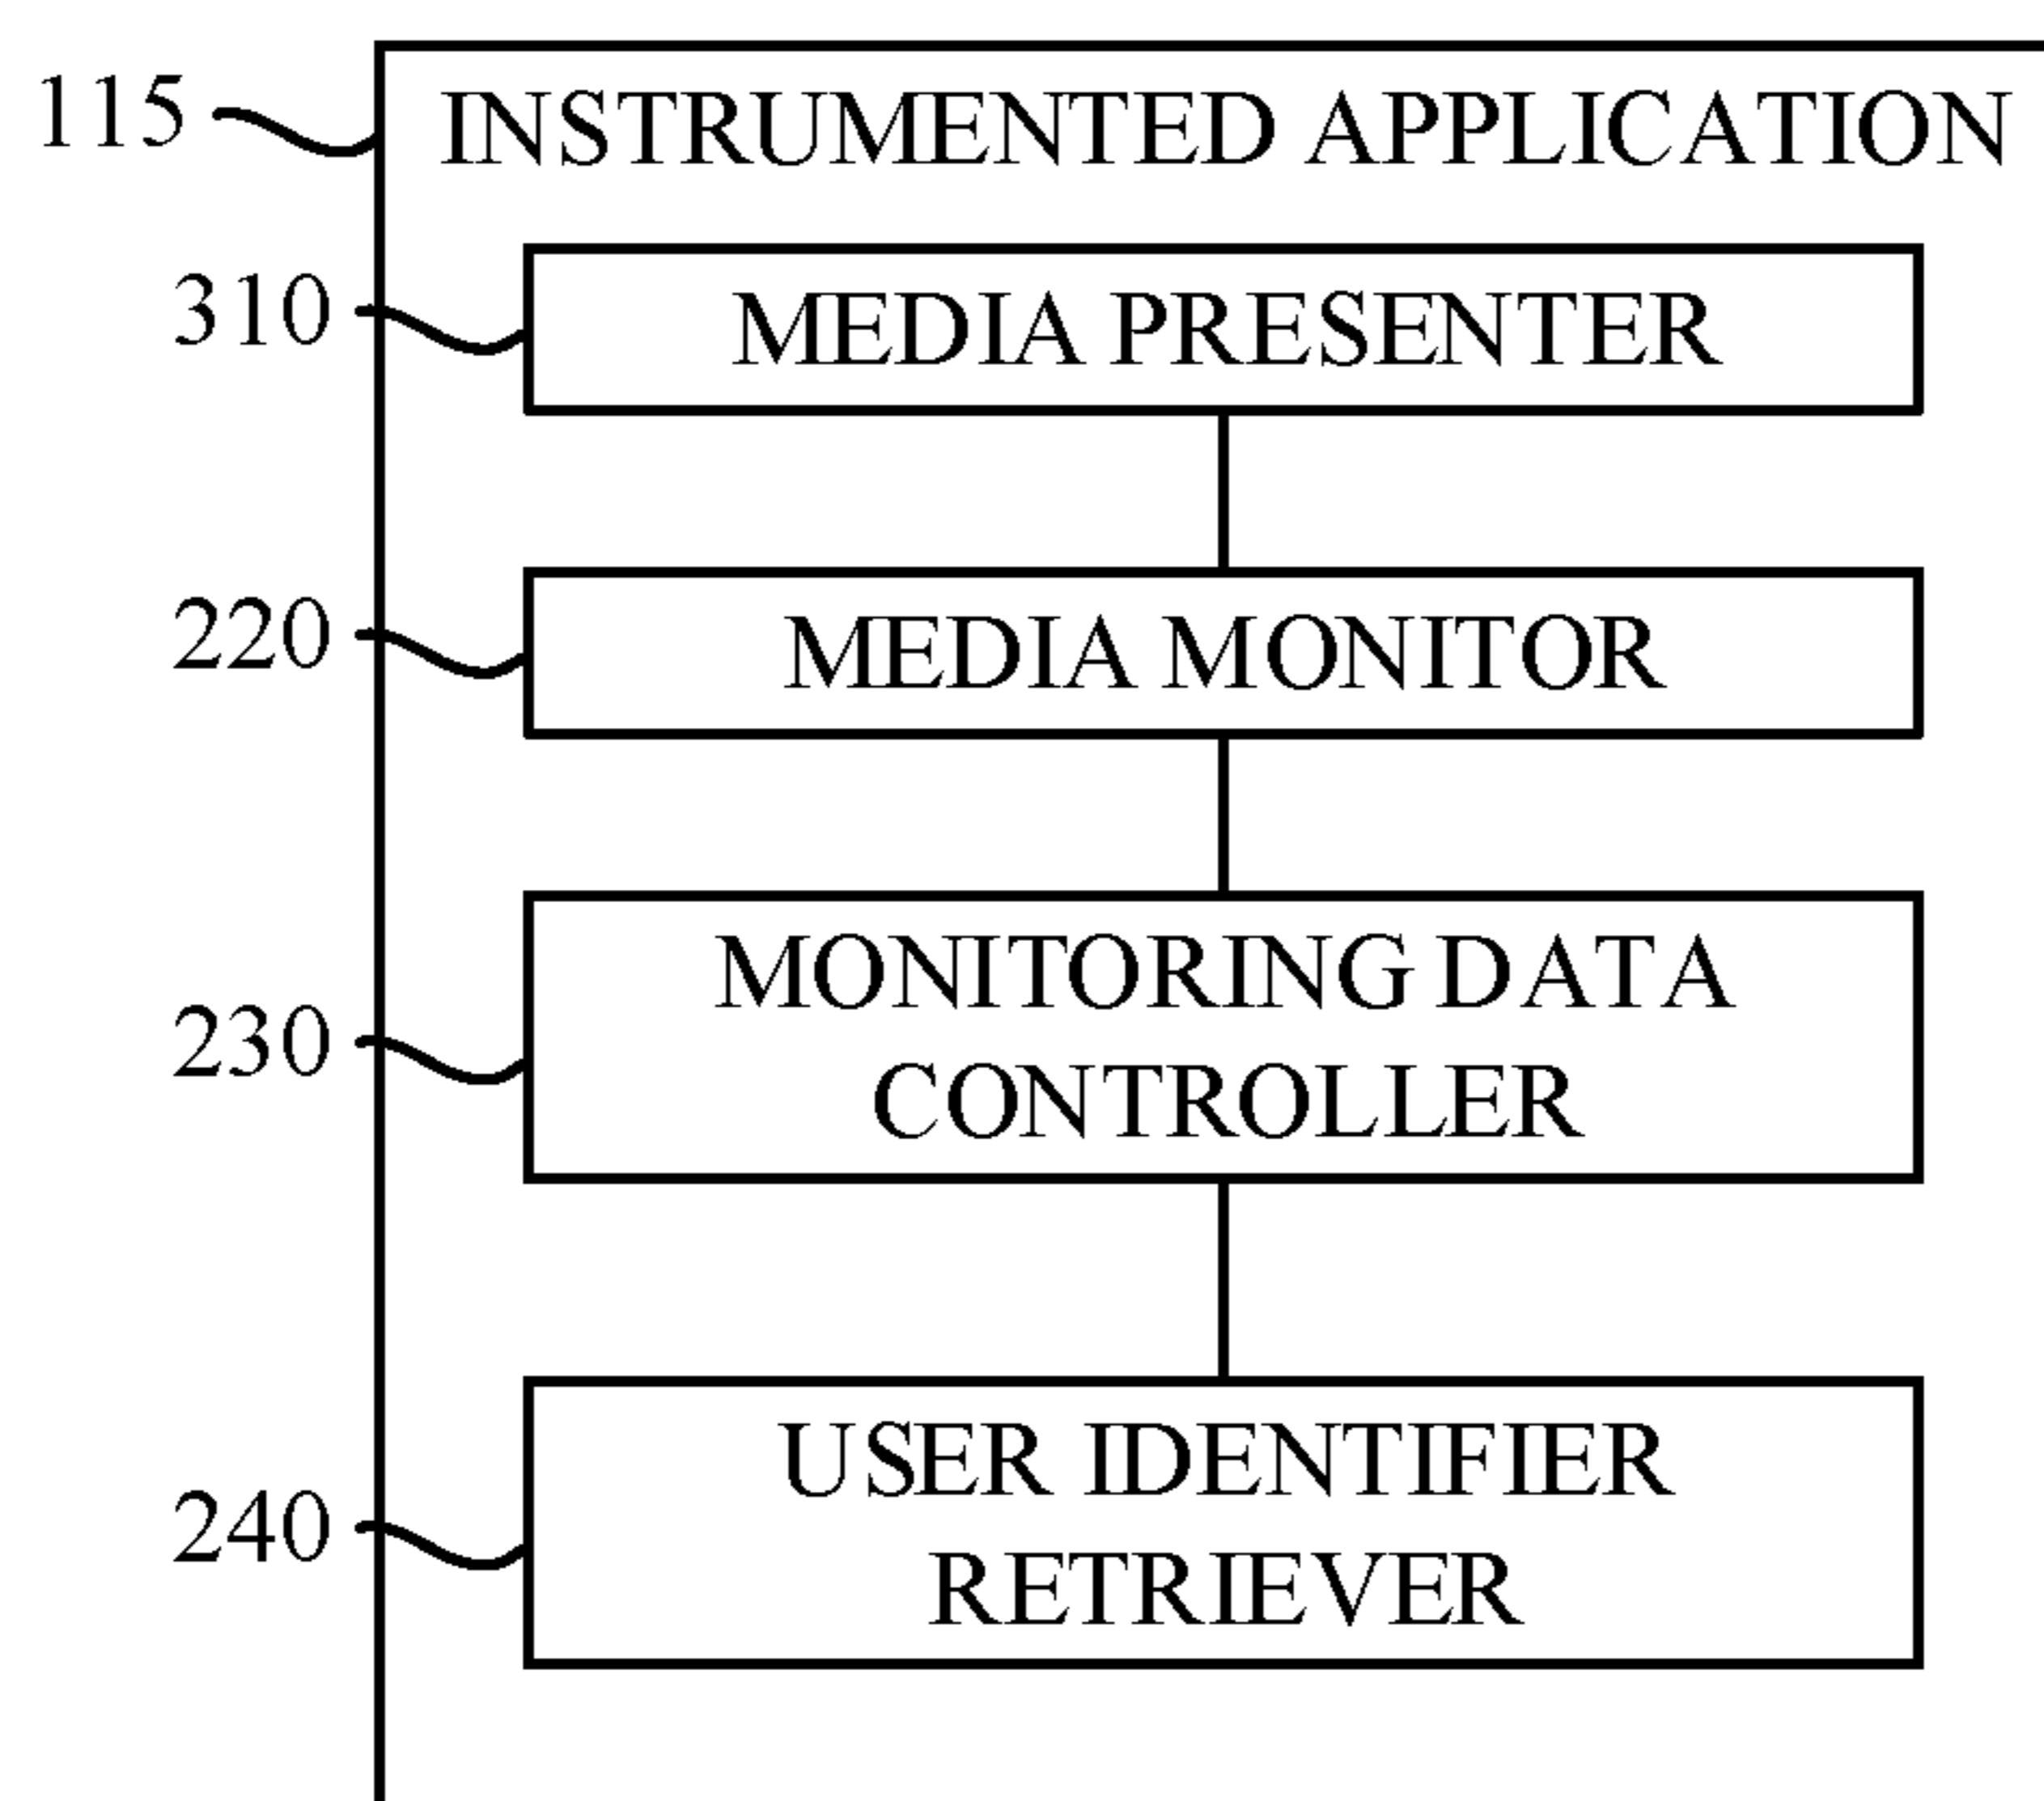 115 INSTRUMENTED APPLICATION
310 MEDIA PRESENTER
220 MEDIA MONITOR
MONITORING DATA
230
CONTROLLER
USER IDENTIFIER
240
RETRIEVER